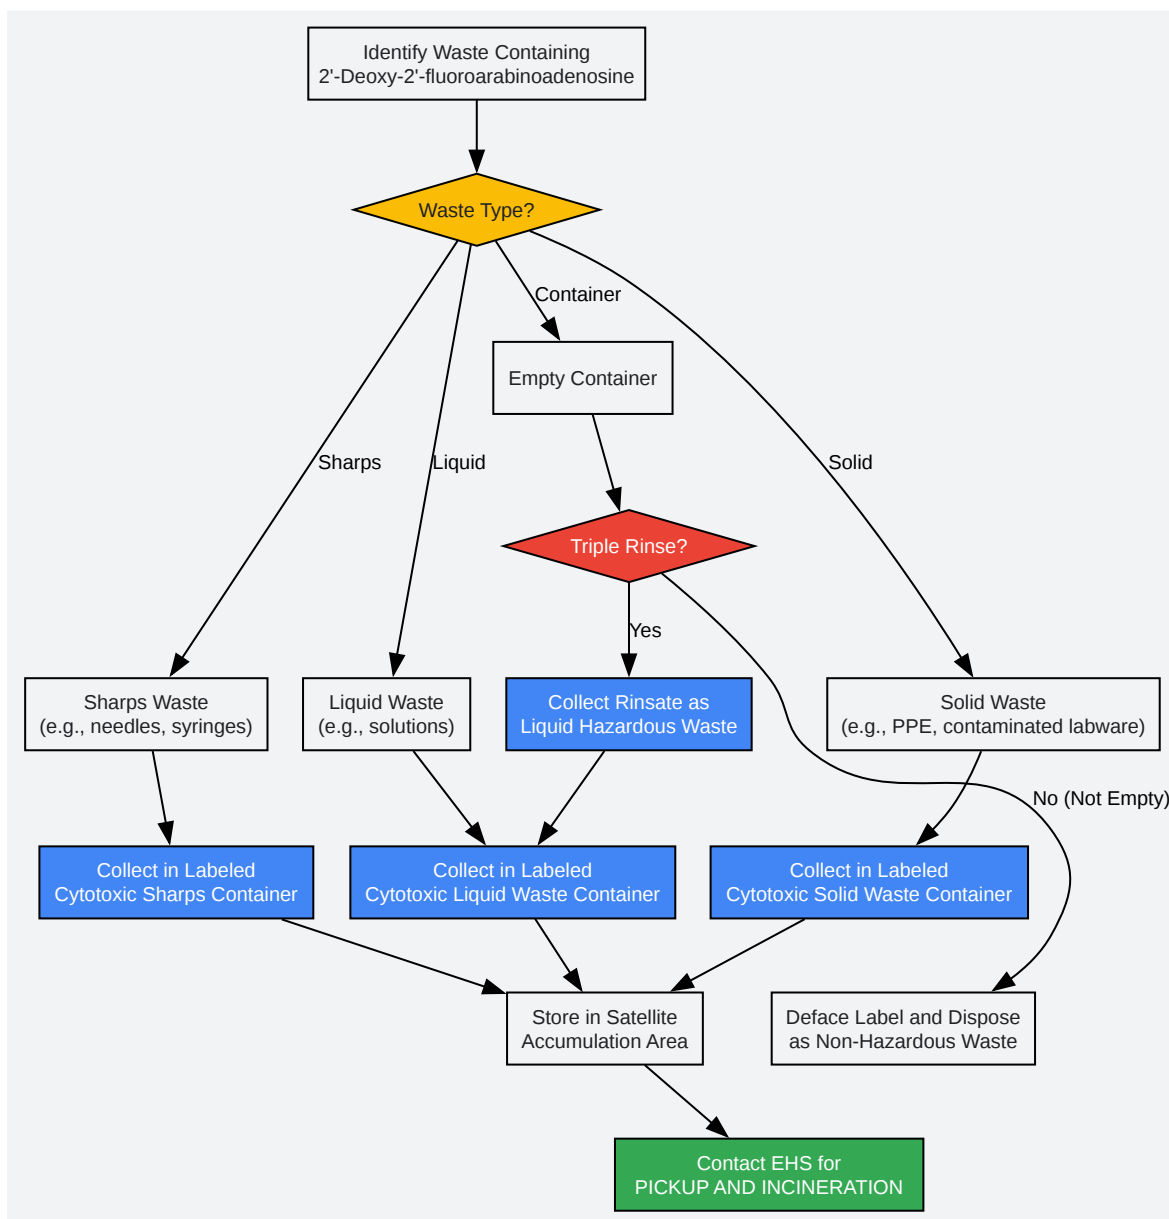 Identify Waste Containing
2'-Deoxy-2'-fluoroarabinoadenosine
Waste Type?
Container
Empty Container
Sharps
Liquid
Solid
Triple Rinse?
Yes
Sharps Waste
(e.g., needles, syringes)
Liquid Waste
(e.g., solutions)
Collect Rinsate as
Liquid Hazardous Waste
Solid Waste
(e.g., PPE, contaminated labware)
No (Not Empty)
Collect in Labeled
Cytotoxic Sharps Container
Collect in Labeled
Cytotoxic Liquid Waste Container
Collect in Labeled
Cytotoxic Solid Waste Container
Store in Satellite
Accumulation Area
Deface Label and Dispose
as Non-Hazardous Waste
Contact EHS for
PICKUP AND INCINERATION